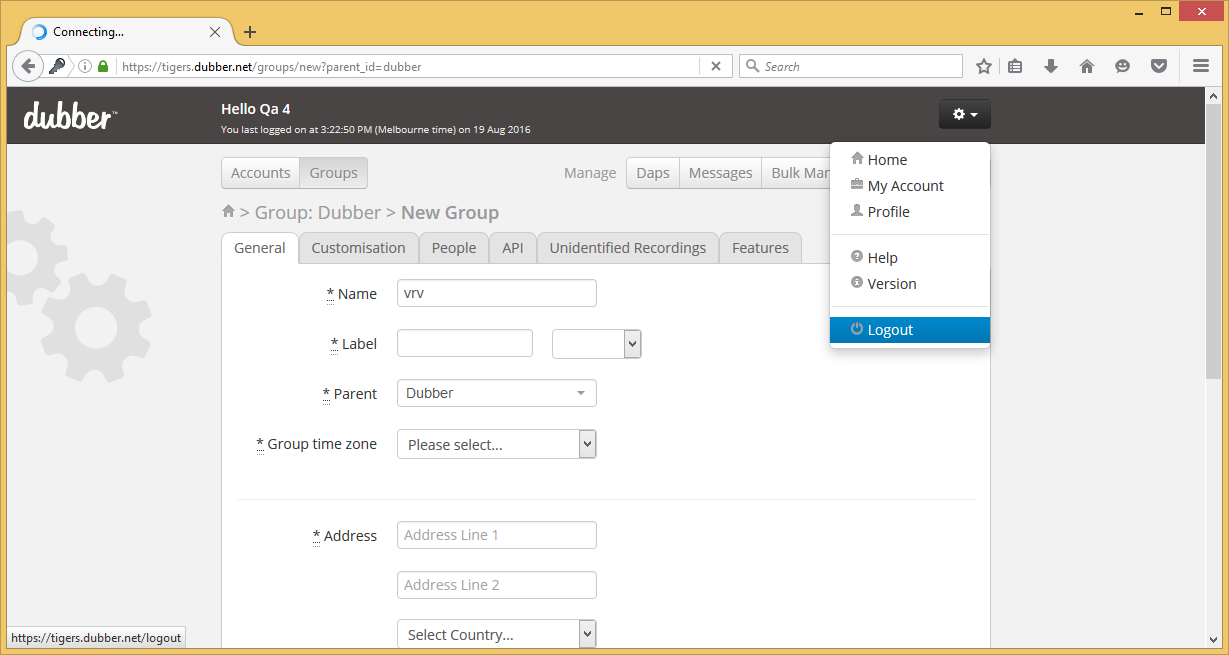 Connecting...
https://tigers.dubber.net/groups/new?parent_id=dubber
Search
dubber™
Hello Qa 4
You last logged on at 3:22:50 PM (Melbourne time) on 19 Aug 2016
Accounts Groups Manage Daps Messages Bulk Mar
Home
My Account
Profile
Help
Version
Logout
> Group: Dubber > New Group
General Customisation People API Unidentified Recordings Features
* Name vrv
* Label
* Parent Dubber
* Group time zone Please select...
* Address Address Line 1
Address Line 2
Select Country...
https://tigers.dubber.net/logout